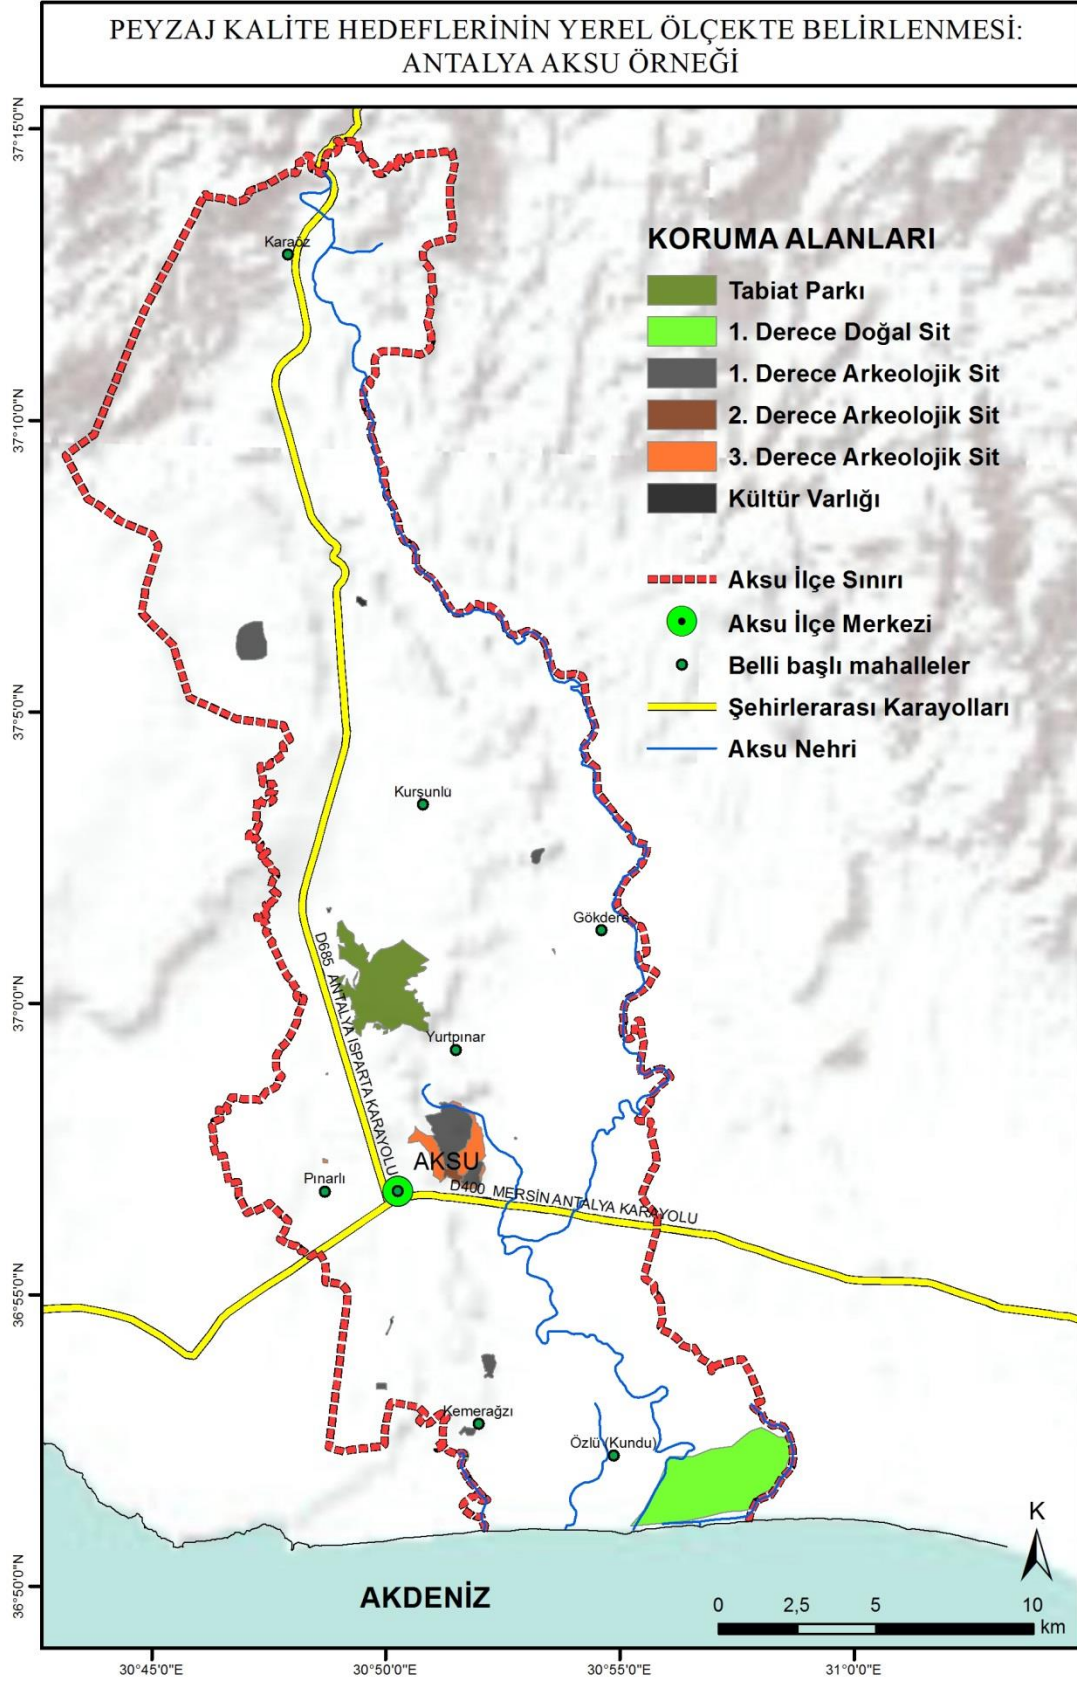 PEYZAJ KALİTE HEDEFLERİNİN YEREL ÖLÇEKTE BELİRLENMESİ:
ANTALYA AKSU ÖRNEĞİ
37°15'0"N
37°10'0"N
37°5'0"N
37°0'0"N
36°55'0"N
36°50'0"N
Karaöz
KORUMA ALANLARI
Tabiat Parkı
1. Derece Doğal Sit
1. Derece Arkeolojik Sit
2. Derece Arkeolojik Sit
3. Derece Arkeolojik Sit
Kültür Varlığı
Aksu İlçe Sınırı
Aksu İlçe Merkezi
Belli başlı mahalleler
Şehirlerarası Karayolları
Aksu Nehri
Kurşunlu
Gökdere
D685 ANTALYA ISPARTA KARAYOLU
Yurtpınar
AKSU
Pınarlı
D400 MERSİN ANTALYA KARAYOLU
Kemerağzı
Özlü (Kundu)
K
AKDENİZ
0 2,5 5 10
km
30°45'0"E 30°50'0"E 30°55'0"E 31°0'0"E